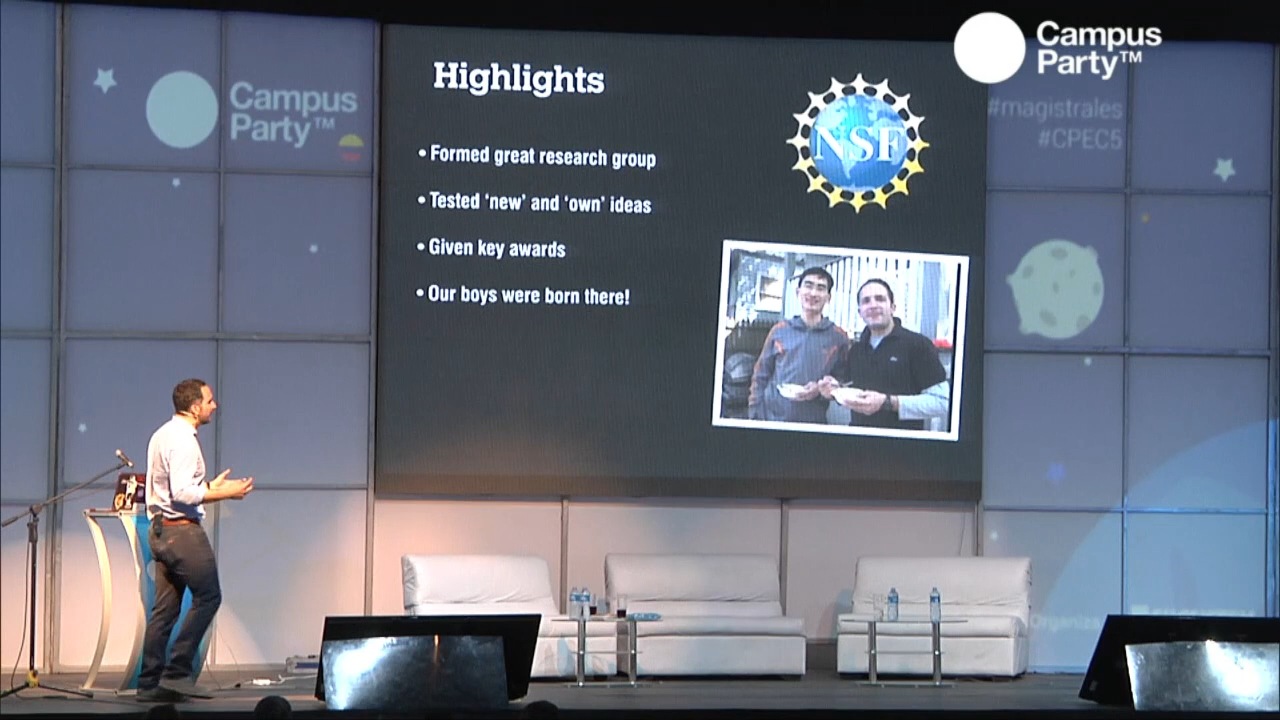 Campus
Party™
Highlights
• Formed great research group
• Tested 'new' and 'own' ideas
• Given key awards
• Our boys were born there!
NSF
Campus
Party™
#magistrales
#CPEC5